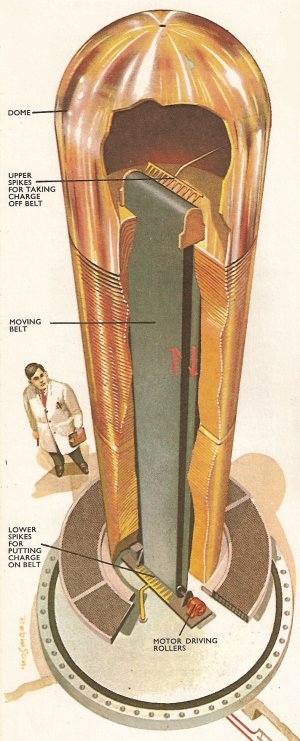 DOME
UPPER
SPIKES
FOR TAKING
CHARGE
OFF BELT
MOVING
BELT
N
LOWER
SPIKES
FOR
PUTTING
CHARGE
ON BELT
MOTOR DRIVING
ROLLERS